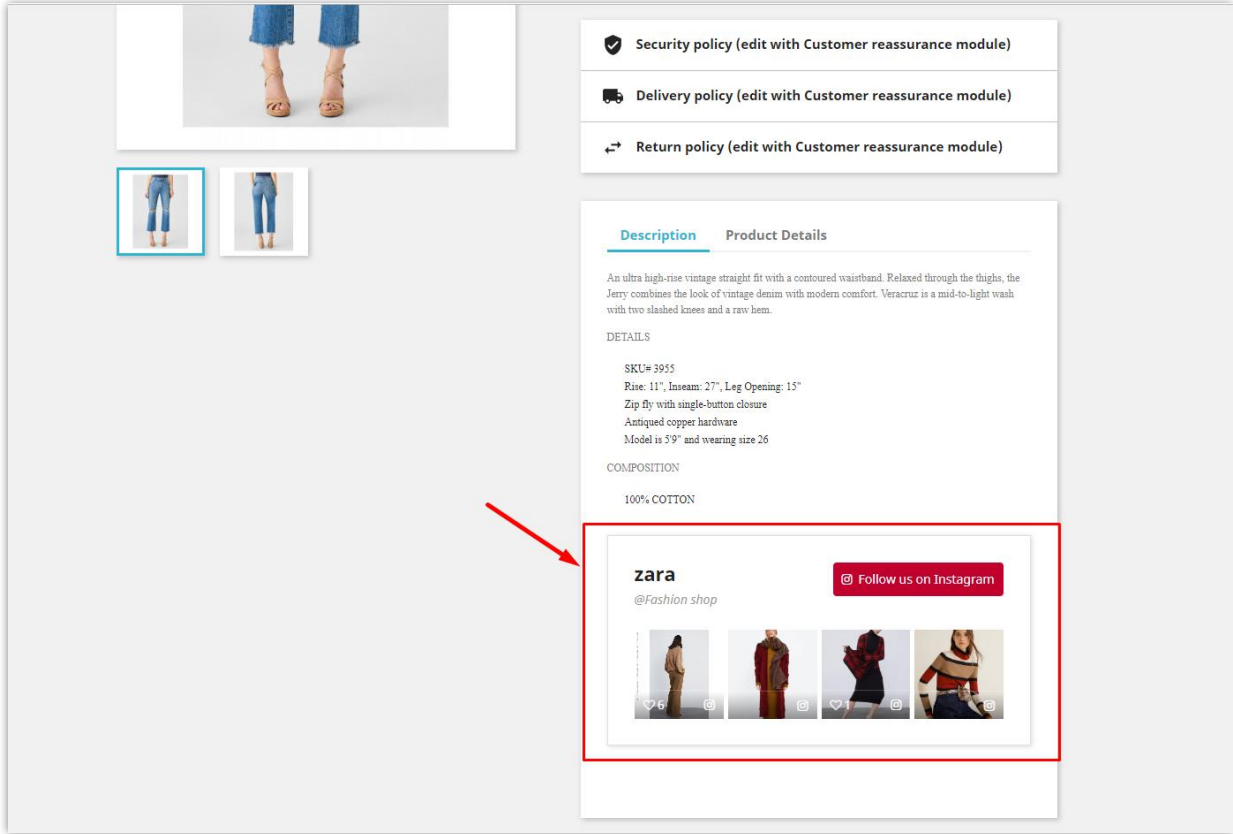 Security policy (edit with Customer reassurance module)
Delivery policy (edit with Customer reassurance module)
Return policy (edit with Customer reassurance module)
Description
Product Details
An ultra high-rise vintage straight fit with a contoured waistband. Relaxed through the thighs, the
Jerry combines the look of vintage denim with modern comfort. Veracruz is a mid-to-light wash
with two slashed knees and a raw hem.
DETAILS
SKU# 3955
Rise: 11", Inseam: 27", Leg Opening: 15"
Zip fly with single-button closure
Antiqued copper hardware
Model is 5'9" and wearing size 26
COMPOSITION
100% COTTON
zara
@Fashion shop
Follow us on Instagram
6
1